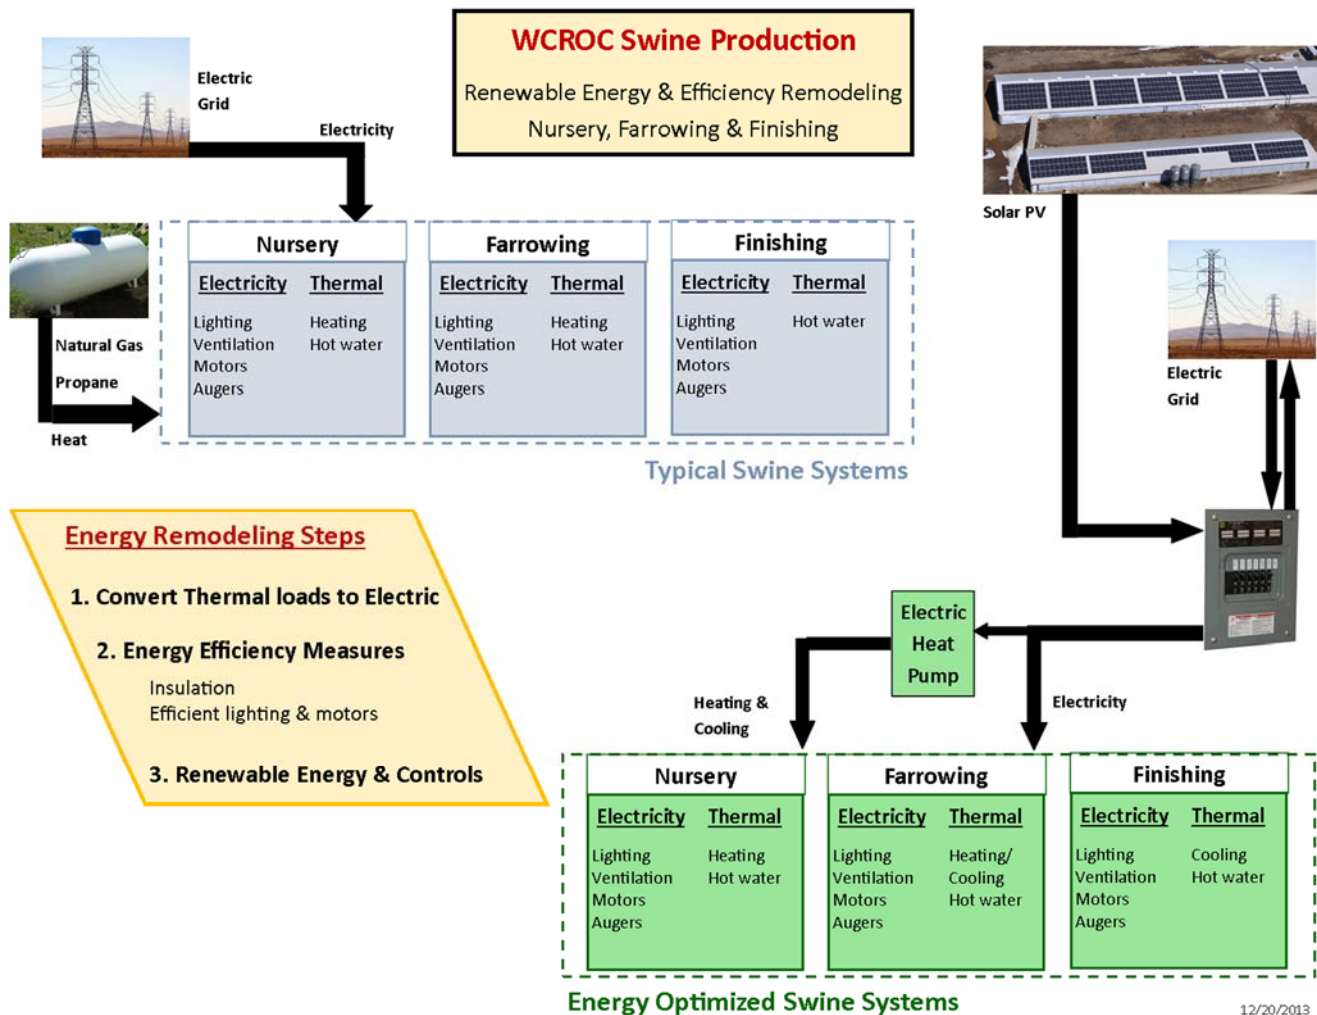 WCROC Swine Production
Renewable Energy & Efficiency Remodeling
Nursery, Farrowing & Finishing
Electric
Grid
Electricity
Natural Gas
Propane
Heat
Nursery
Electricity Thermal
Lighting Heating
Ventilation Hot water
Motors
Augers
Farrowing
Electricity Thermal
Lighting Heating
Ventilation Hot water
Motors
Augers
Finishing
Electricity Thermal
Lighting Hot water
Ventilation
Motors
Augers
Typical Swine Systems
Solar PV
Electric
Grid
Energy Remodeling Steps
1. Convert Thermal loads to Electric
2. Energy Efficiency Measures
Insulation
Efficient lighting & motors
3. Renewable Energy & Controls
Electric
Heat
Pump
Heating &
Cooling
Electricity
Nursery
Electricity Thermal
Lighting Heating
Ventilation Hot water
Motors
Augers
Farrowing
Electricity Thermal
Lighting Heating/
Ventilation Cooling
Motors Hot water
Augers
Finishing
Electricity Thermal
Lighting Cooling
Ventilation Hot water
Motors
Augers
Energy Optimized Swine Systems
12/20/2013